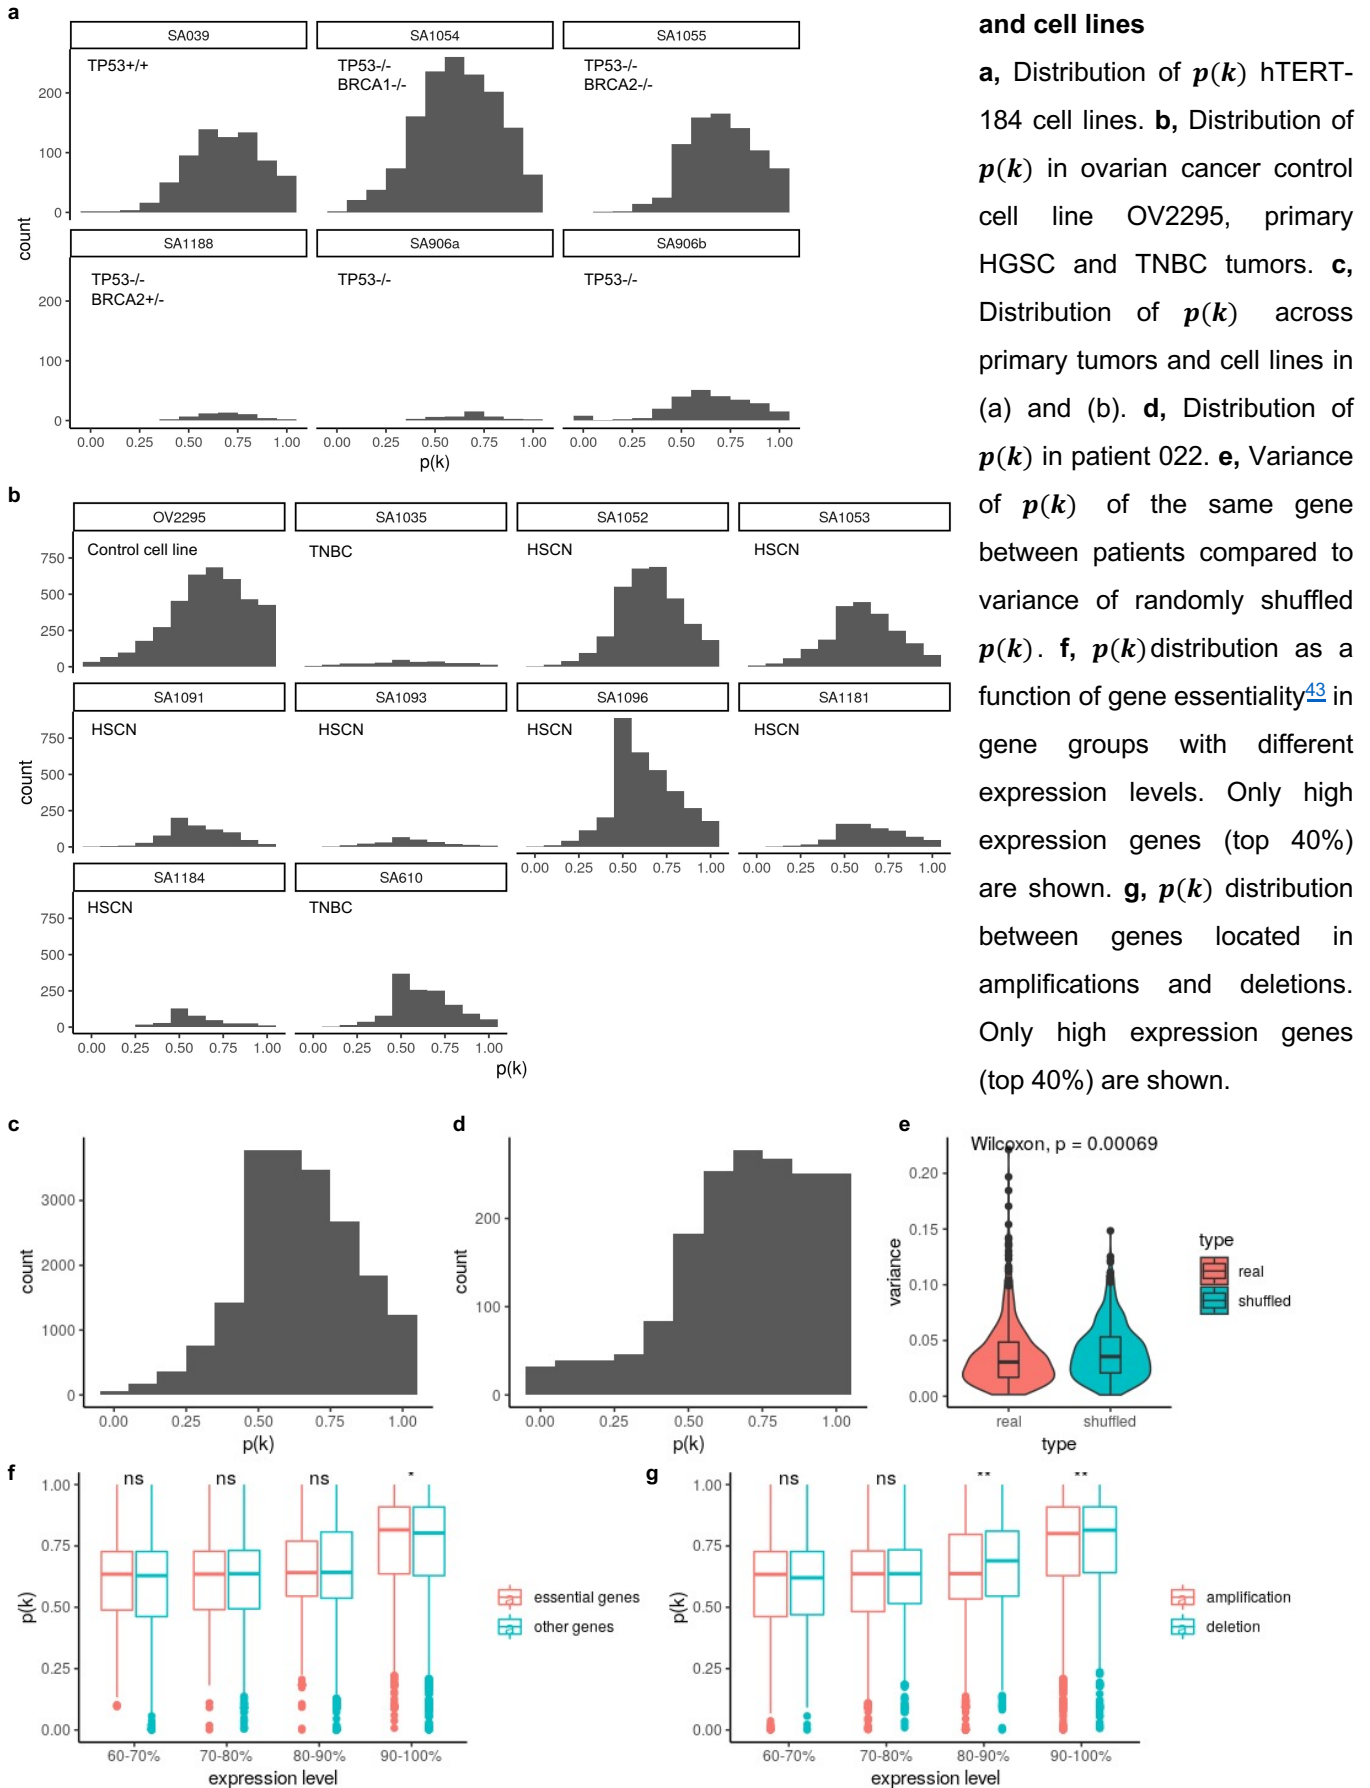 and cell lines
a, Distribution of p(k) hTERT-
184 cell lines. b, Distribution of
p(k) in ovarian cancer control
cell line OV2295, primary
HGSC and TNBC tumors. c,
Distribution of p(k) across
primary tumors and cell lines in
(a) and (b). d, Distribution of
p(k) in patient 022. e, Variance
of p(k) of the same gene
between patients compared to
variance of randomly shuffled
p(k). f, p(k) distribution as a
function of gene essentiality43 in
gene groups with different
expression levels. Only high
expression genes (top 40%)
are shown. g, p(k) distribution
between genes located in
amplifications and deletions.
Only high expression genes
(top 40%) are shown.
a
SA039 SA1054 SA1055
TP53+/+
TP53-/-
BRCA1-/-
TP53-/-
BRCA2-/-
200
100
0
SA1188 SA906a SA906b
TP53-/-
BRCA2+/-
TP53-/-
TP53-/-
200
100
0
count
0.00 0.25 0.50 0.75 1.00 0.00 0.25 0.50 0.75 1.00 0.00 0.25 0.50 0.75 1.00
p(k)
b
OV2295 SA1035 SA1052 SA1053
Control cell line TNBC HSCN HSCN
750
500
250
0
SA1091 SA1093 SA1096 SA1181
HSCN HSCN HSCN HSCN
750
500
250
0
count
0.00 0.25 0.50 0.75 1.00 0.00 0.25 0.50 0.75 1.00
SA1184 SA610
HSCN TNBC
750
500
250
0
0.00 0.25 0.50 0.75 1.00 0.00 0.25 0.50 0.75 1.00
p(k)
c
3000
2000
1000
0
count
0.00 0.25 0.50 0.75 1.00
p(k)
d
200
100
0
count
0.00 0.25 0.50 0.75 1.00
p(k)
e
Wilcoxon, p = 0.00069
0.20
0.15
0.10
0.05
0.00
variance
real shuffled
type
type
real
shuffled
f
ns ns ns *
1.00
0.75
0.50
0.25
0.00
p(k)
60-70% 70-80% 80-90% 90-100%
expression level
essential genes
other genes
g
ns ns ** **
1.00
0.75
0.50
0.25
0.00
p(k)
60-70% 70-80% 80-90% 90-100%
expression level
amplification
deletion